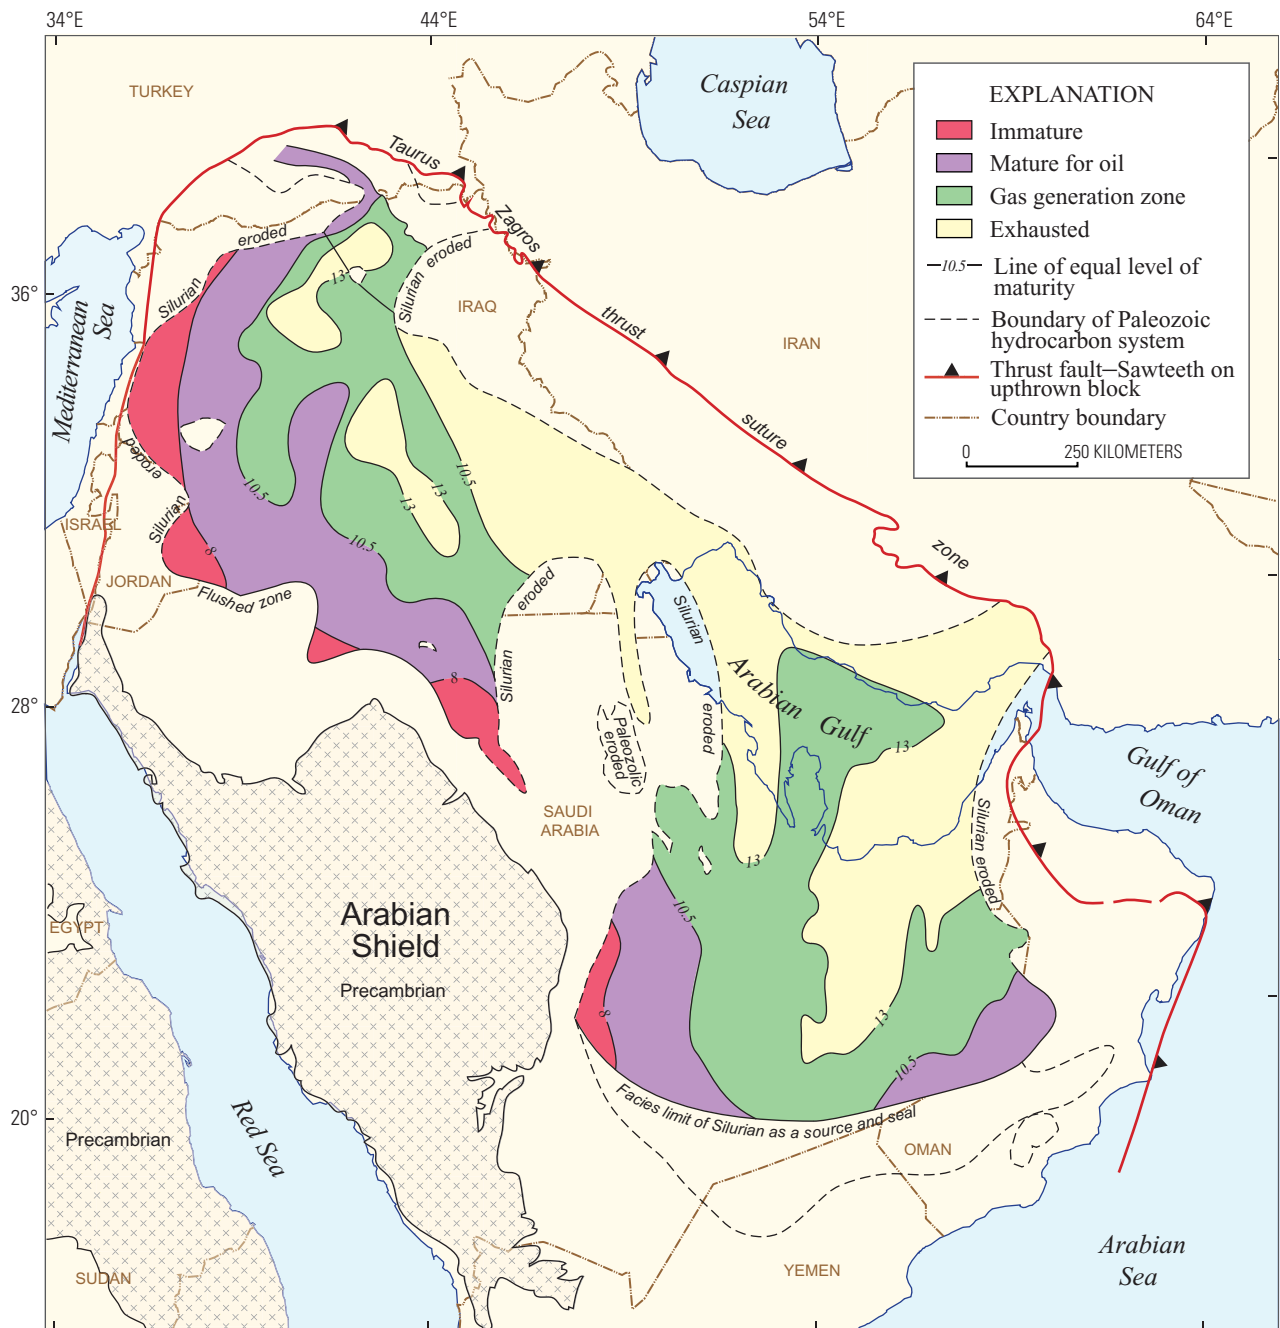 34°E
44°E
54°E
64°E
36°
28°
20°
EXPLANATION
Immature
Mature for oil
Gas generation zone
Exhausted
10.5
Line of equal level of
maturity
Boundary of Paleozoic
hydrocarbon system
Thrust fault—Sawteeth on
upthrown block
Country boundary
0
250 KILOMETERS
TURKEY
Caspian
Sea
Taurus
Zagros
thrust
suture
zone
eroded
Silurian
eroded
Silurian
13
IRAQ
IRAN
Mediterranean
Sea
eroded
Silurian
10.5
13
13
10.5
10.5
8
ISRAEL
JORDAN
Flushed zone
eroded
Silurian
8
Silurian
eroded
Paleozoic
eroded
Arabian Gulf
13
13
Gulf of
Oman
SAUDI
ARABIA
Silurian eroded
EGYPT
Arabian
Shield
Precambrian
10.5
8
13
10.5
Facies limit of Silurian as a source and seal
Precambrian
Red Sea
OMAN
YEMEN
SUDAN
Arabian
Sea